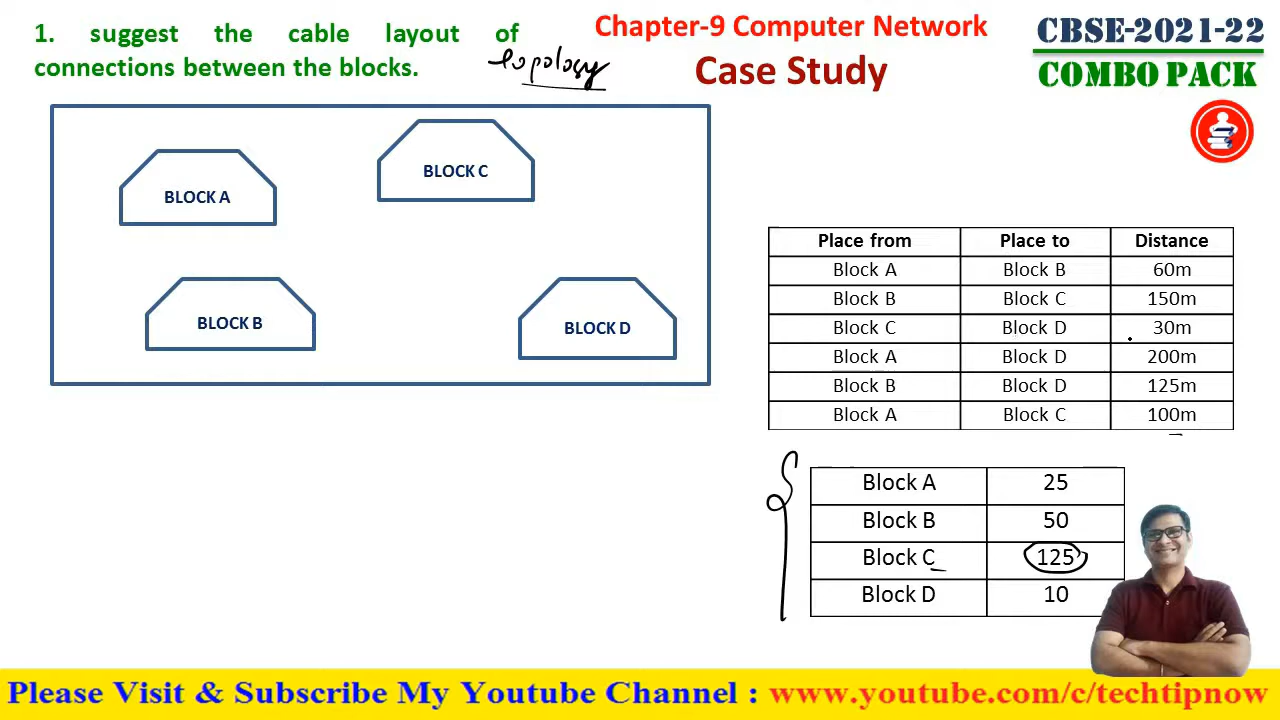 1. suggest the cable layout of
connections between the blocks.
topology
Chapter-9 Computer Network
Case Study
CBSE-2021-22
COMBO PACK
BLOCK A
BLOCK C
BLOCK B
BLOCK D
Place from Place to Distance
Block A Block B 60m
Block B Block C 150m
Block C Block D 30m
Block A Block D 200m
Block B Block D 125m
Block A Block C 100m
Block A 25
Block B 50
Block C 125
Block D 10
Please Visit & Subscribe My Youtube Channel : www.youtube.com/c/techtipnow